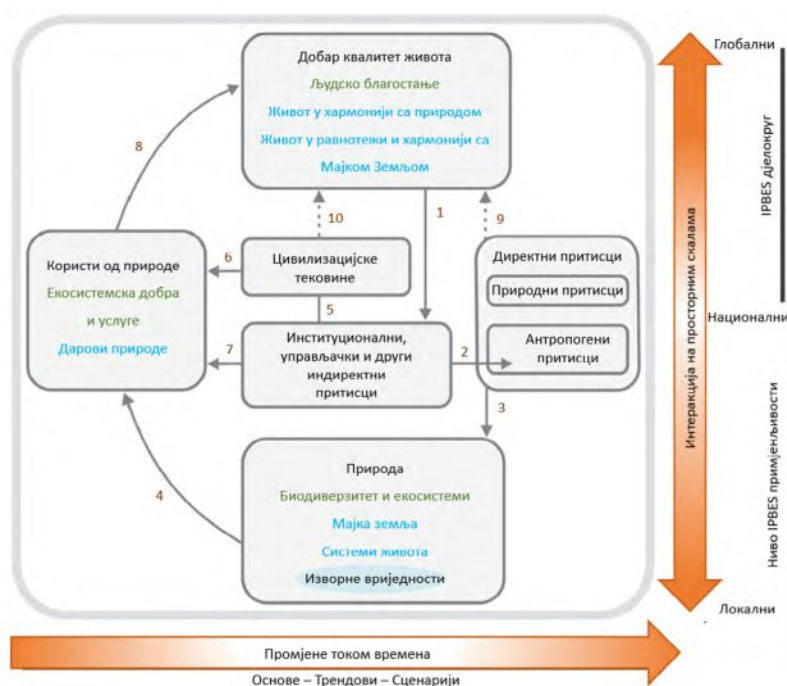 Добар квалитет живота
Људско благостање
Живот у хармонији са природом
Живот у равнотежи и хармонији са
Мајком Земљом
8
10
1
9
Користи од природе
Екосистемска добра
и услуге
Дарови природе
6
Цивилизацијске
тековине
5
7
Институционални,
управљачки и други
индиректни
притисци
2
Директни притисци
Природни притисци
Антропогени
притисци
3
4
Природа
Биодиверзитет и екосистеми
Мајка земља
Системи живота
Изворне вриједности
Глобални
Национални
Локални
Интеракција на просторним скалама
IPBES дјелокруг
Ниво IPBES примјенљивости
Промјене током времена
Основе – Трендови – Сценарији